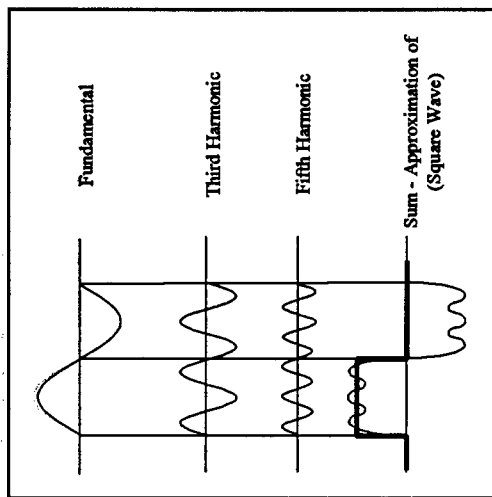 Fundamental
Third Harmonic
Fifth Harmonic
Sum - Approximation of
(Square Wave)